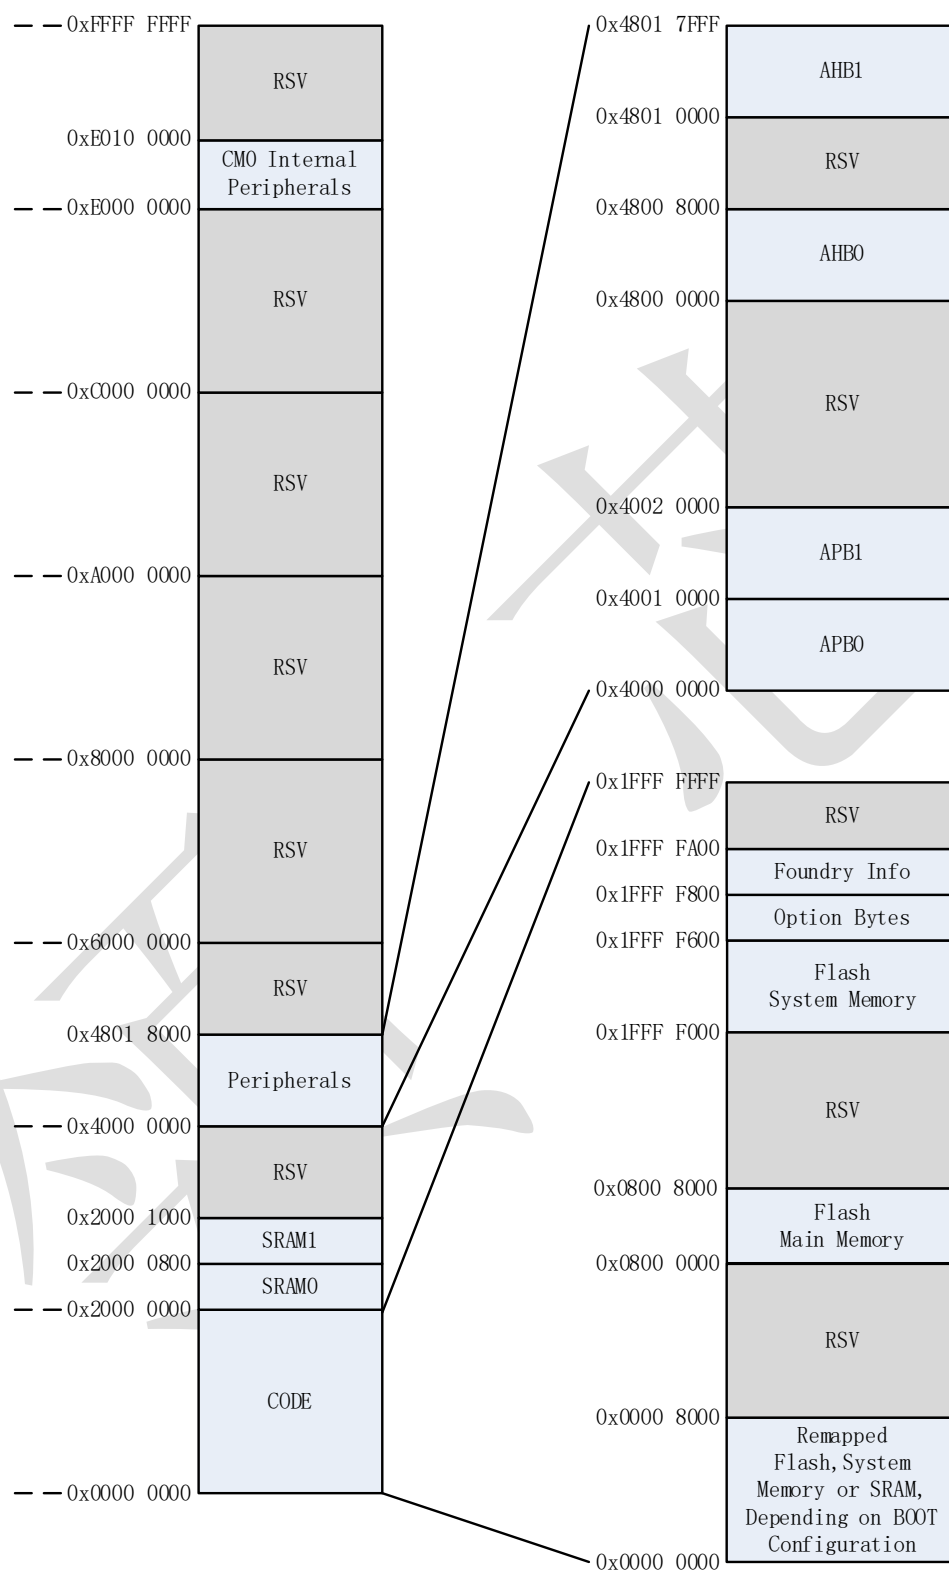 0xFFFF FFFF
RSV
0xE010 0000
CM0 Internal
Peripherals
0xE000 0000
RSV
0xC000 0000
RSV
0xA000 0000
RSV
0x8000 0000
RSV
0x6000 0000
RSV
0x4801 8000
Peripherals
0x4000 0000
RSV
0x2000 1000
SRAM1
0x2000 0800
SRAM0
0x2000 0000
CODE
0x0000 0000
0x4801 7FFF
AHB1
0x4801 0000
RSV
0x4800 8000
AHB0
0x4800 0000
RSV
0x4002 0000
APB1
0x4001 0000
APB0
0x4000 0000
0x1FFF FFFF
RSV
0x1FFF FA00
Foundry Info
0x1FFF F800
Option Bytes
0x1FFF F600
Flash
System Memory
0x1FFF F000
RSV
0x0800 8000
Flash
Main Memory
0x0800 0000
RSV
0x0000 8000
Remapped
Flash,System
Memory or SRAM,
Depending on BOOT
Configuration
0x0000 0000